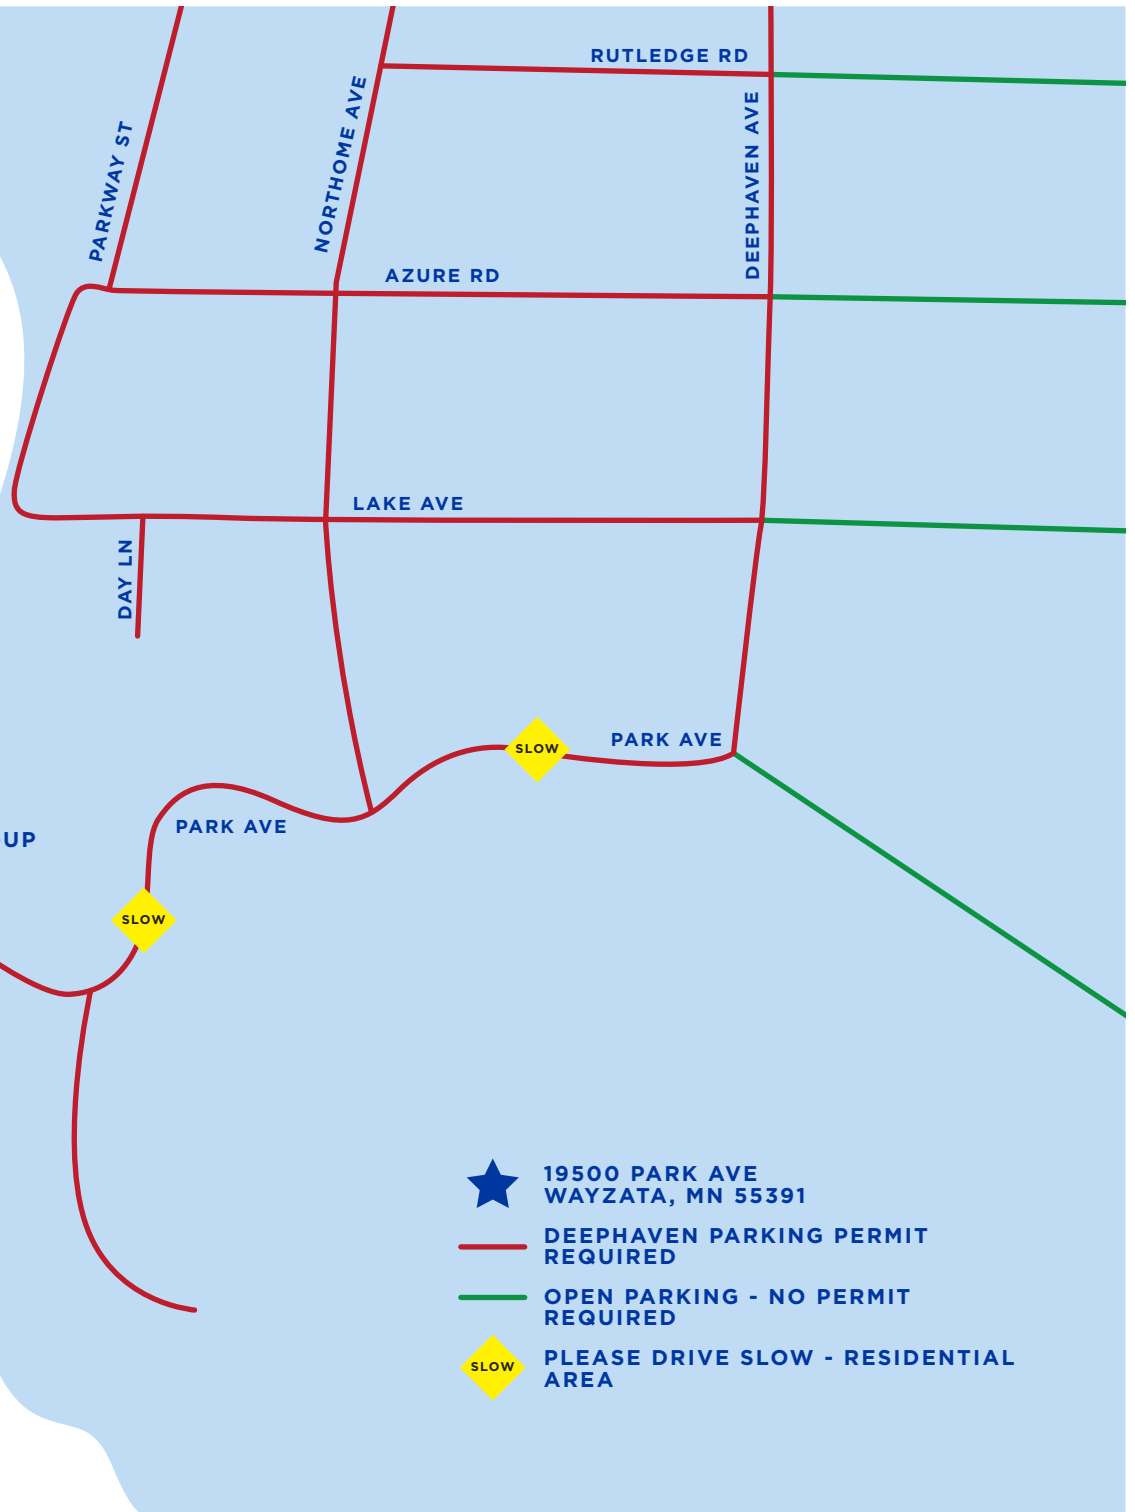 RUTLEDGE RD
NORTHOME AVE
DEEPHAVEN AVE
PARKWAY ST
AZURE RD
LAKE AVE
DAY LN
PARK AVE
SLOW
PARK AVE
UP
SLOW
19500 PARK AVE
WAYZATA, MN 55391
DEEPHAVEN PARKING PERMIT
REQUIRED
OPEN PARKING - NO PERMIT
REQUIRED
SLOW
PLEASE DRIVE SLOW - RESIDENTIAL
AREA